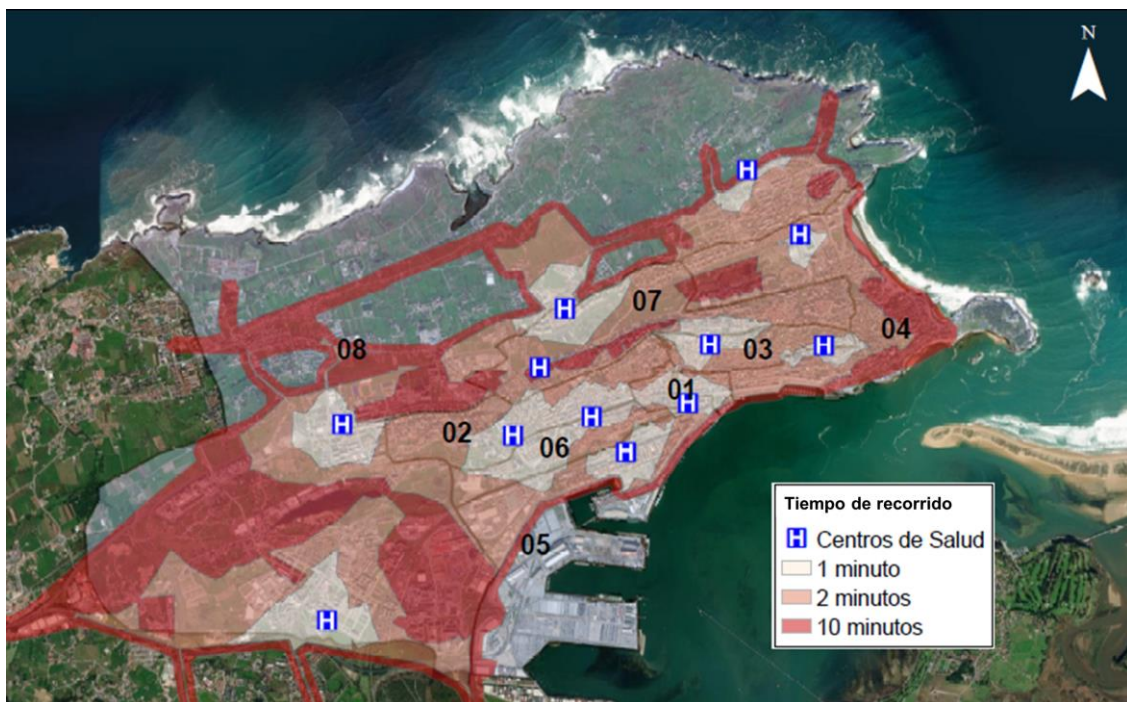 N
H
H
07
04
H
H
03
H
08
H
01
H
H
02
H
H
06
H
05
H
Tiempo de recorrido
H Centros de Salud
1 minuto
2 minutos
10 minutos